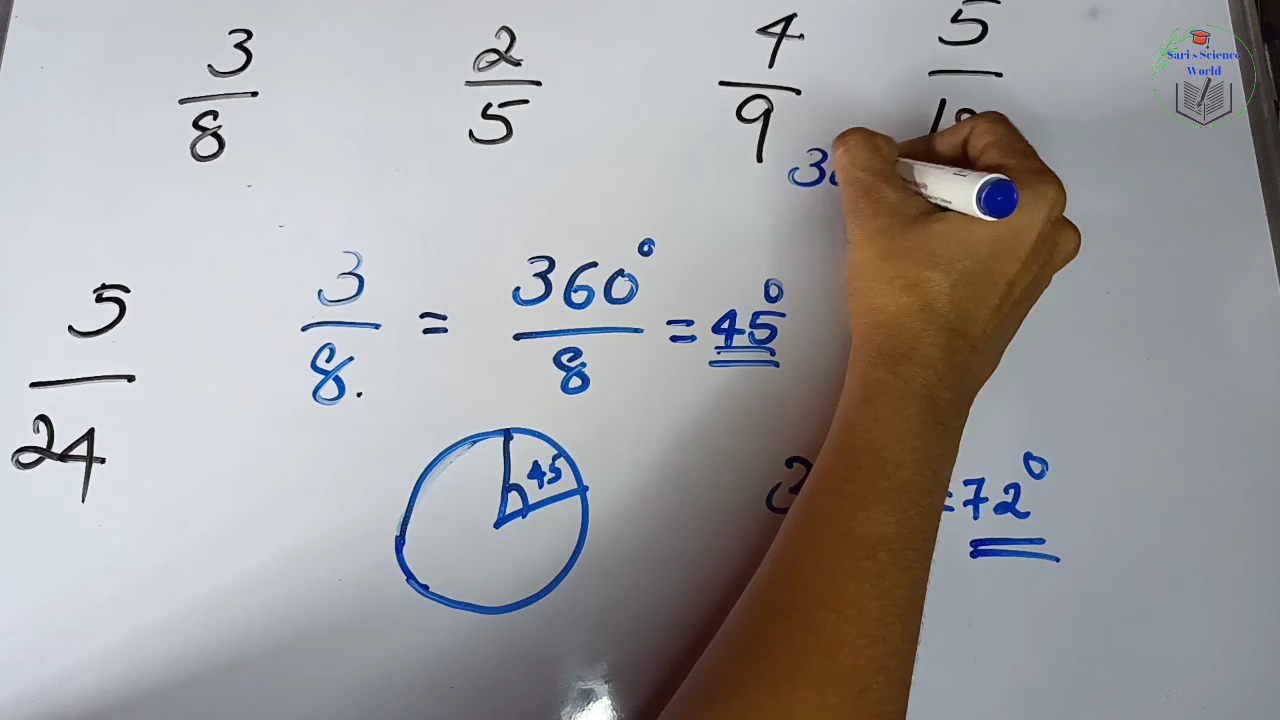 3/8 2/5 4/9 5/
Sari's Science
World
3/8. = 360°/8 = 45°
5/24
45
= 72°